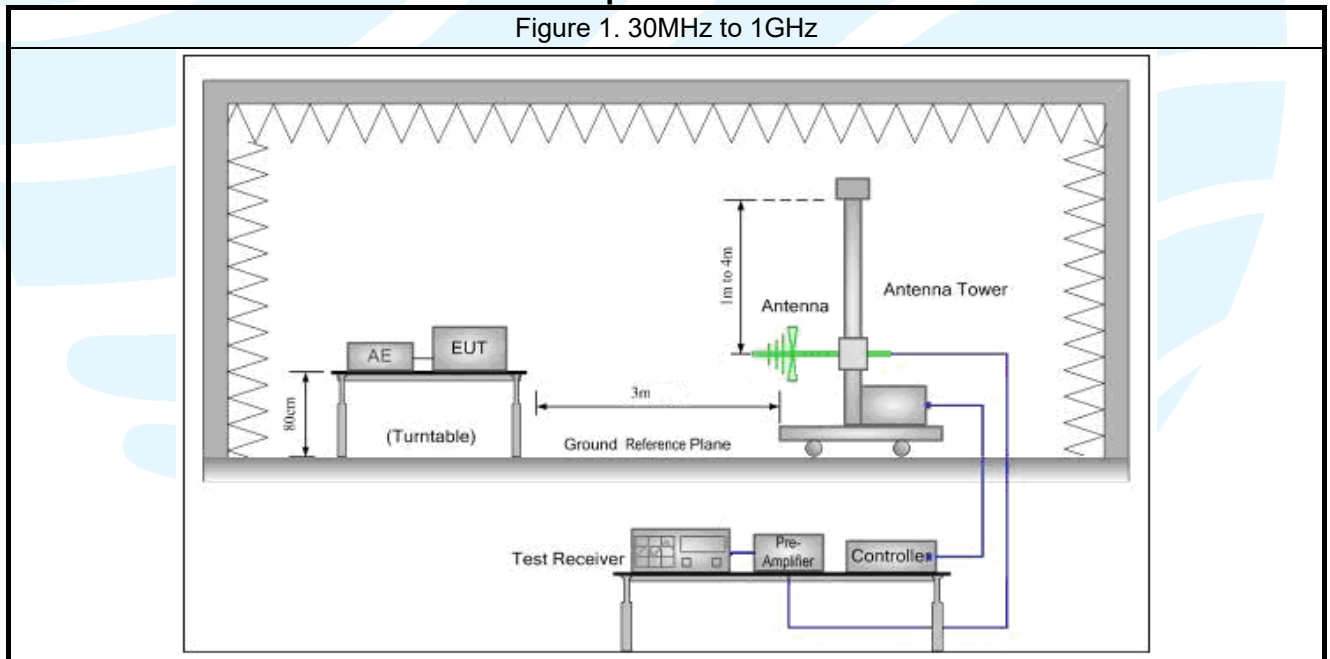 Figure 1. 30MHz to 1GHz
1m to 4m
Antenna Tower
Antenna
AE
EUT
80cm
3m
(Turntable)
Ground Reference Plane
Test Receiver
Pre-
Amplifier
Controller